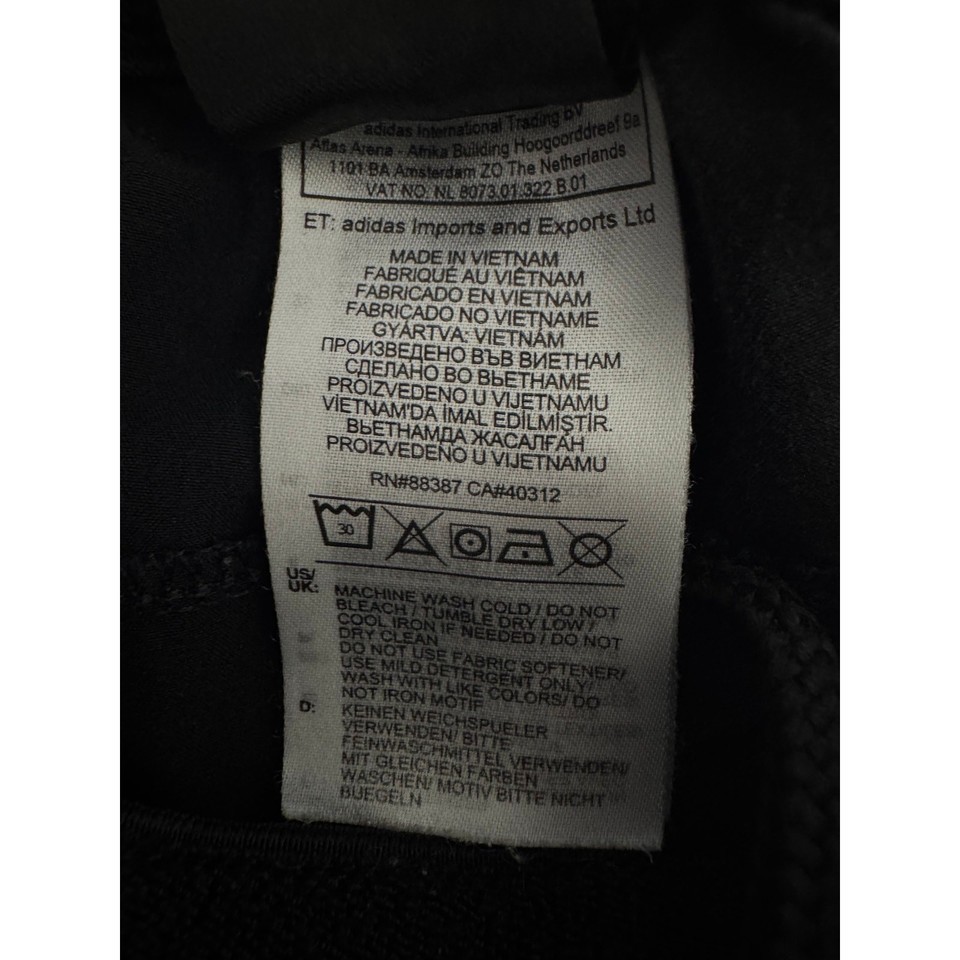 adidas International Trading BV
Atlas Arena - Afrika Building Hoogoorddreef 9a
1101 BA Amsterdam ZO The Netherlands
VAT NO. NL 8073.01.322.B.01
ET: adidas Imports and Exports Ltd
MADE IN VIETNAM
FABRIQUÉ AU VIÊTNAM
FABRICADO EN VIETNAM
FABRICADO NO VIETNAME
GYÁRTVA: VIETNÁM
ПРОИЗВЕДЕНО ВЪВ ВИЕТНАМ
СДЕЛАНО ВО ВЬЕТНАМЕ
PROIZVEDENO U VIJETNAMU
VİETNAM'DA İMAL EDİLMİŞTİR.
ВЬЕТНАМДА ЖАСАЛҒАН
PROIZVEDENO U VIJETNAMU
RN#88387 CA#40312
30
US/
UK:
MACHINE WASH COLD / DO NOT
BLEACH / TUMBLE DRY LOW /
COOL IRON IF NEEDED / DO NOT
DRY CLEAN
DO NOT USE FABRIC SOFTENER/
USE MILD DETERGENT ONLY/
WASH WITH LIKE COLORS/ DO
NOT IRON MOTIF
D:
KEINEN WEICHSPUELER
VERWENDEN/ BITTE
FEINWASCHMITTEL VERWENDEN/
MIT GLEICHEN FARBEN
WASCHEN/ MOTIV BITTE NICHT
BUEGELN